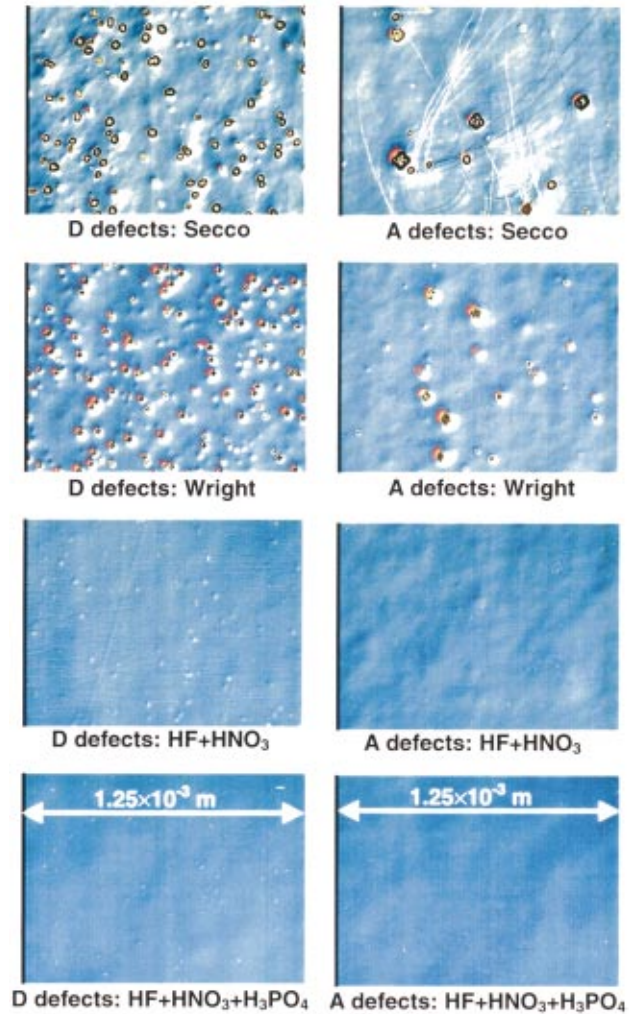 D defects: Secco
A defects: Secco
D defects: Wright
A defects: Wright
D defects: HF+HNO₃
A defects: HF+HNO₃
1.25×10⁻³ m
1.25×10⁻³ m
D defects: HF+HNO₃+H₃PO₄
A defects: HF+HNO₃+H₃PO₄